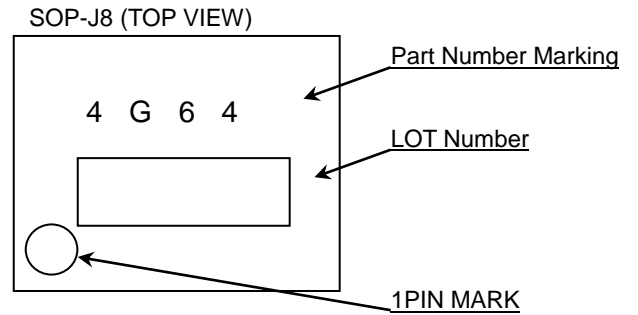 SOP-J8 (TOP VIEW)
Part Number Marking
4 G 6 4
LOT Number
1PIN MARK